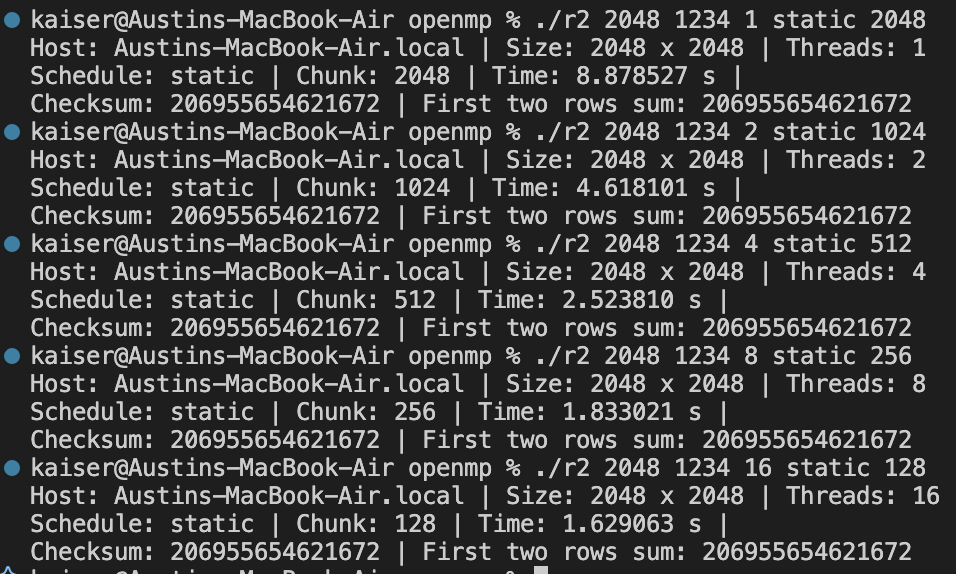 kaiser@Austins-MacBook-Air openmp % ./r2 2048 1234 1 static 2048
Host: Austins-MacBook-Air.local | Size: 2048 x 2048 | Threads: 1
Schedule: static | Chunk: 2048 | Time: 8.878527 s |
Checksum: 206955654621672 | First two rows sum: 206955654621672
kaiser@Austins-MacBook-Air openmp % ./r2 2048 1234 2 static 1024
Host: Austins-MacBook-Air.local | Size: 2048 x 2048 | Threads: 2
Schedule: static | Chunk: 1024 | Time: 4.618101 s |
Checksum: 206955654621672 | First two rows sum: 206955654621672
kaiser@Austins-MacBook-Air openmp % ./r2 2048 1234 4 static 512
Host: Austins-MacBook-Air.local | Size: 2048 x 2048 | Threads: 4
Schedule: static | Chunk: 512 | Time: 2.523810 s |
Checksum: 206955654621672 | First two rows sum: 206955654621672
kaiser@Austins-MacBook-Air openmp % ./r2 2048 1234 8 static 256
Host: Austins-MacBook-Air.local | Size: 2048 x 2048 | Threads: 8
Schedule: static | Chunk: 256 | Time: 1.833021 s |
Checksum: 206955654621672 | First two rows sum: 206955654621672
kaiser@Austins-MacBook-Air openmp % ./r2 2048 1234 16 static 128
Host: Austins-MacBook-Air.local | Size: 2048 x 2048 | Threads: 16
Schedule: static | Chunk: 128 | Time: 1.629063 s |
Checksum: 206955654621672 | First two rows sum: 206955654621672